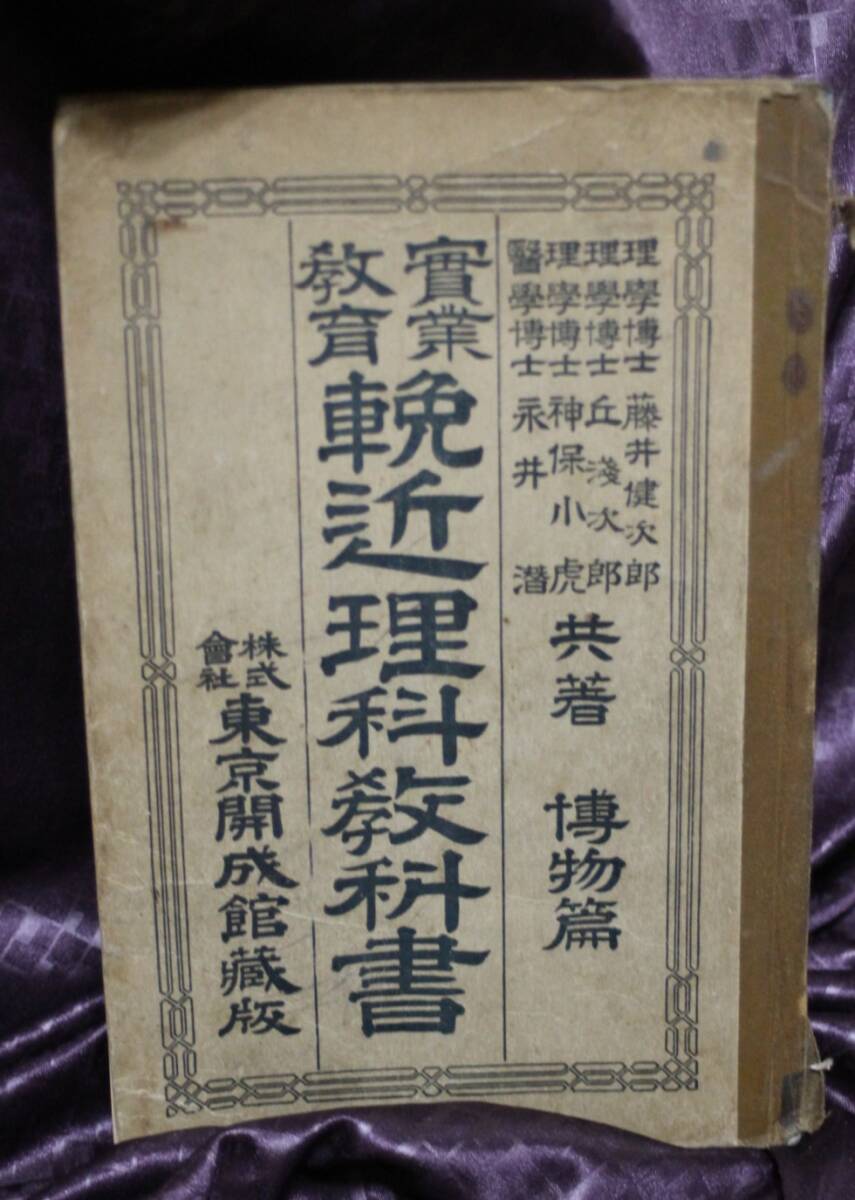 理學博士 藤井健次郎
理學博士 丘淺次郎
理學博士 神保小虎
醫學博士 永井潛
共著 博物篇
實業
教育
輓近理科教科書
株式
會社
東京開成館藏版